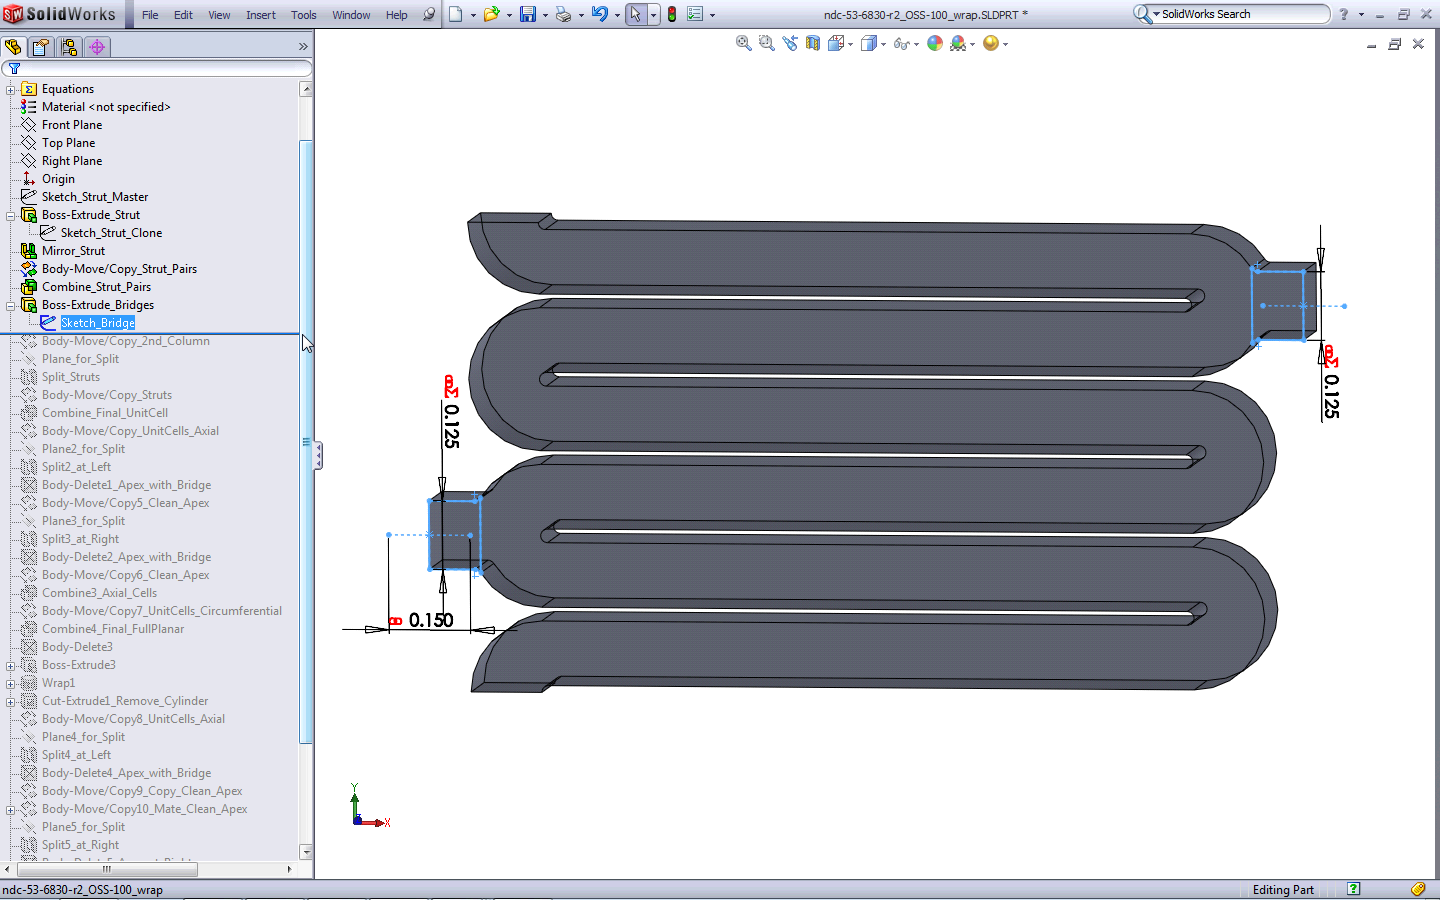 SolidWorks
File Edit View Insert Tools Window Help
ndc-53-6830-r2_OSS-100_wrap.SLDPRT *
SolidWorks Search
Equations
Material <not specified>
Front Plane
Top Plane
Right Plane
Origin
Sketch_Strut_Master
Boss-Extrude_Strut
Sketch_Strut_Clone
Mirror_Strut
Body-Move/Copy_Strut_Pairs
Combine_Strut_Pairs
Boss-Extrude_Bridges
Sketch_Bridge
Body-Move/Copy_2nd_Column
Plane_for_Split
Split_Struts
Body-Move/Copy_Struts
Combine_Final_UnitCell
Body-Move/Copy_UnitCells_Axial
Plane2_for_Split
Split2_at_Left
Body-Delete1_Apex_with_Bridge
Body-Move/Copy5_Clean_Apex
Plane3_for_Split
Split3_at_Right
Body-Delete2_Apex_with_Bridge
Body-Move/Copy6_Clean_Apex
Combine3_Axial_Cells
Body-Move/Copy7_UnitCells_Circumferential
Combine4_Final_FullPlanar
Body-Delete3
Boss-Extrude3
Wrap1
Cut-Extrude1_Remove_Cylinder
Body-Move/Copy8_UnitCells_Axial
Plane4_for_Split
Split4_at_Left
Body-Delete4_Apex_with_Bridge
Body-Move/Copy9_Copy_Clean_Apex
Body-Move/Copy10_Mate_Clean_Apex
Plane5_for_Split
Split5_at_Right
0.125
0.125
0.150
Y
X
ndc-53-6830-r2_OSS-100_wrap
Editing Part